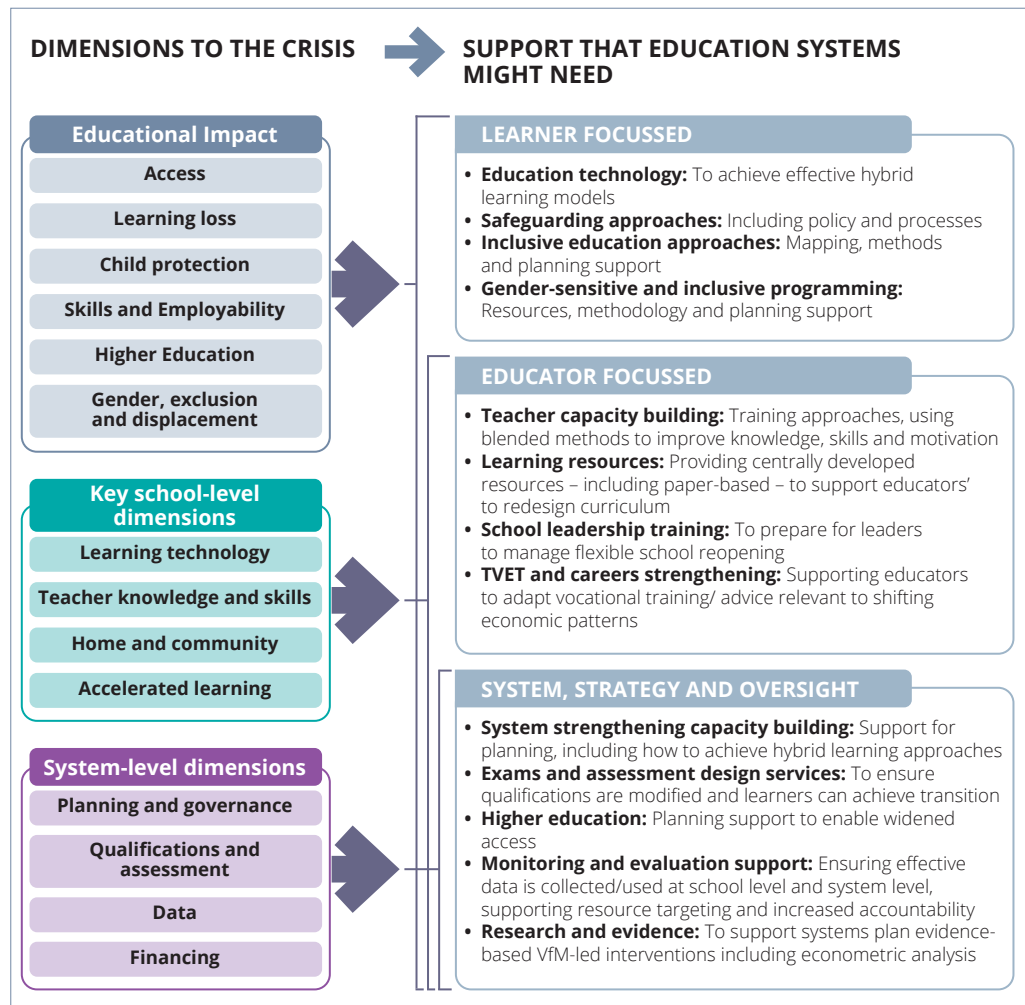 DIMENSIONS TO THE CRISIS
SUPPORT THAT EDUCATION SYSTEMS
MIGHT NEED
Educational Impact
Access
Learning loss
Child protection
Skills and Employability
Higher Education
Gender, exclusion
and displacement
Key school-level
dimensions
Learning technology
Teacher knowledge and skills
Home and community
Accelerated learning
System-level dimensions
Planning and governance
Qualifications and
assessment
Data
Financing
LEARNER FOCUSSED
• Education technology: To achieve effective hybrid
learning models
• Safeguarding approaches: Including policy and processes
• Inclusive education approaches: Mapping, methods
and planning support
• Gender-sensitive and inclusive programming:
Resources, methodology and planning support
EDUCATOR FOCUSSED
• Teacher capacity building: Training approaches, using
blended methods to improve knowledge, skills and motivation
• Learning resources: Providing centrally developed
resources – including paper-based – to support educators’
to redesign curriculum
• School leadership training: To prepare for leaders
to manage flexible school reopening
• TVET and careers strengthening: Supporting educators
to adapt vocational training/ advice relevant to shifting
economic patterns
SYSTEM, STRATEGY AND OVERSIGHT
• System strengthening capacity building: Support for
planning, including how to achieve hybrid learning approaches
• Exams and assessment design services: To ensure
qualifications are modified and learners can achieve transition
• Higher education: Planning support to enable widened
access
• Monitoring and evaluation support: Ensuring effective
data is collected/used at school level and system level,
supporting resource targeting and increased accountability
• Research and evidence: To support systems plan evidence-
based VfM-led interventions including econometric analysis